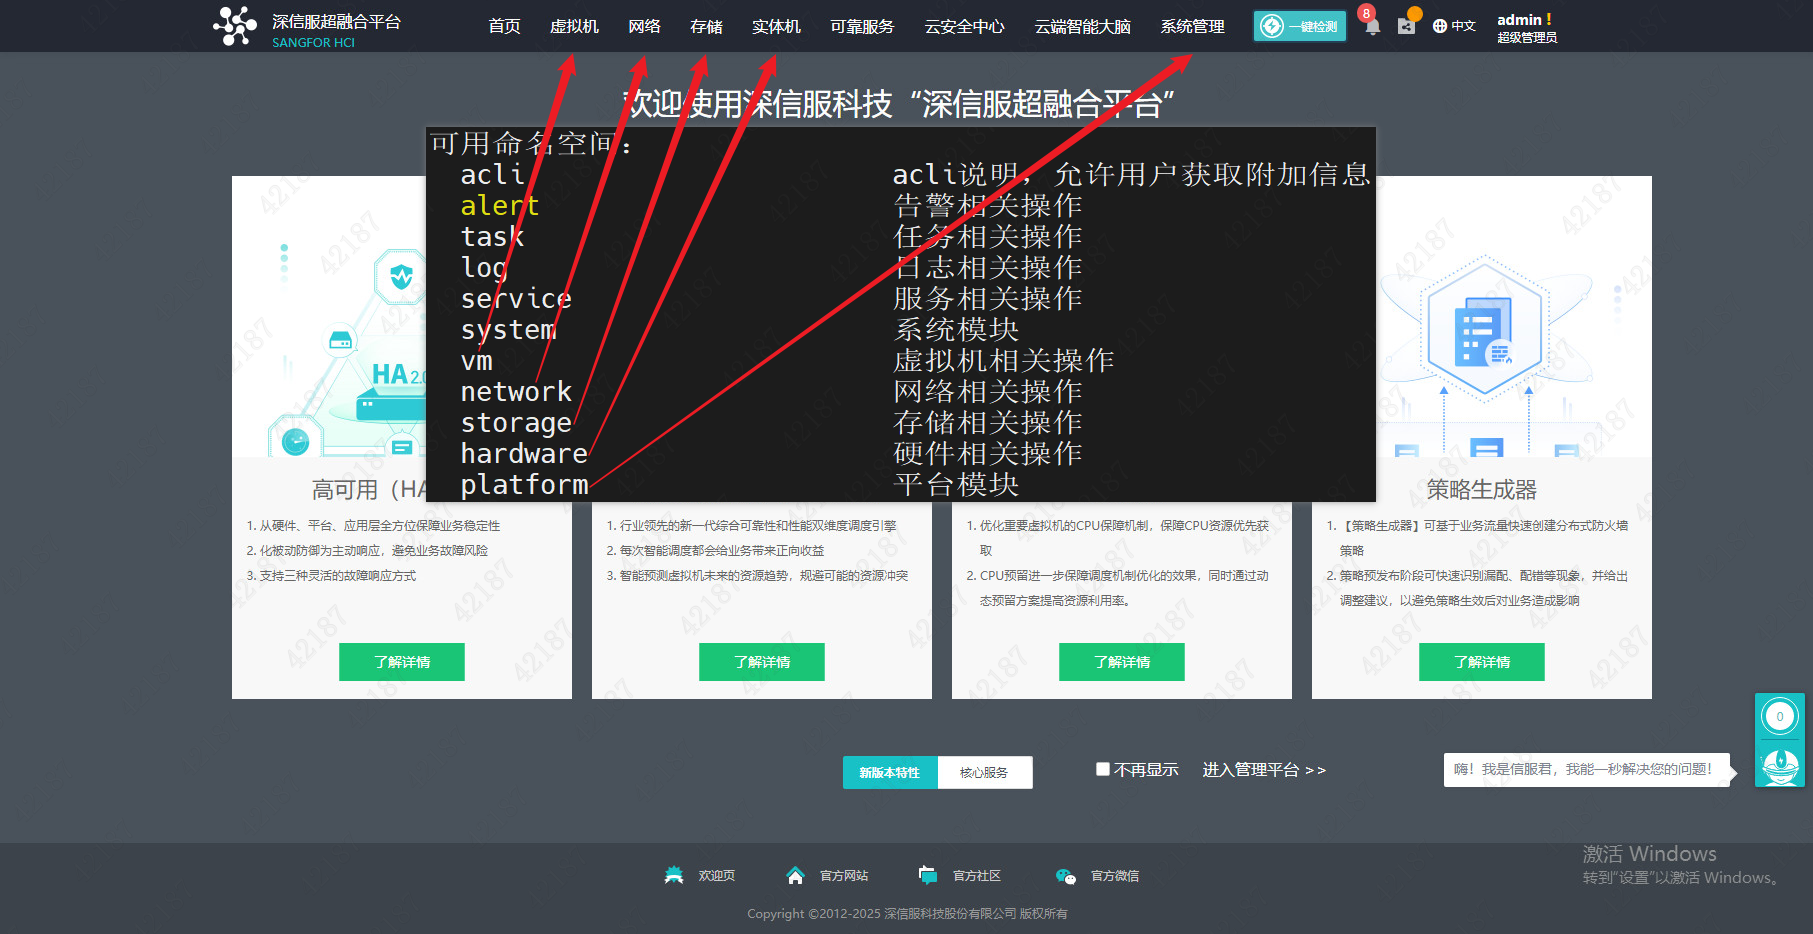 深信服超融合平台
SANGFOR HCI
首页 虚拟机 网络 存储 实体机 可靠服务 云安全中心 云端智能大脑 系统管理 一键检测 8 中文 admin!
超级管理员
欢迎使用深信服科技“深信服超融合平台”
可用命名空间：
acli acli说明，允许用户获取附加信息
alert 告警相关操作
task 任务相关操作
log 日志相关操作
service 服务相关操作
system 系统模块
vm 虚拟机相关操作
network 网络相关操作
storage 存储相关操作
hardware 硬件相关操作
platform 平台模块
HA 2.0
高可用（HA
1. 从硬件、平台、应用层全方位保障业务稳定性
2. 化被动防御为主动响应，避免业务故障风险
3. 支持三种灵活的故障响应方式
了解详情
1. 行业领先的新一代综合可靠性和性能双维度调度引擎
2. 每次智能调度都会给业务带来正向收益
3. 智能预测虚拟机未来的资源趋势，规避可能的资源冲突
了解详情
1. 优化重要虚拟机的CPU保障机制，保障CPU资源优先获
取
2. CPU预留进一步保障调度机制优化的效果，同时通过动
态预留方案提高资源利用率。
了解详情
策略生成器
1. 【策略生成器】可基于业务流量快速创建分布式防火墙
策略
2. 策略预发布阶段可快速识别漏配、配错等现象，并给出
调整建议，以避免策略生效后对业务造成影响
了解详情
0
新版本特性 核心服务 不再显示 进入管理平台 >>
嗨！我是信服君，我能一秒解决您的问题！
欢迎页 官方网站 官方社区 官方微信
Copyright ©2012-2025 深信服科技股份有限公司 版权所有
激活 Windows
转到“设置”以激活 Windows。
42187